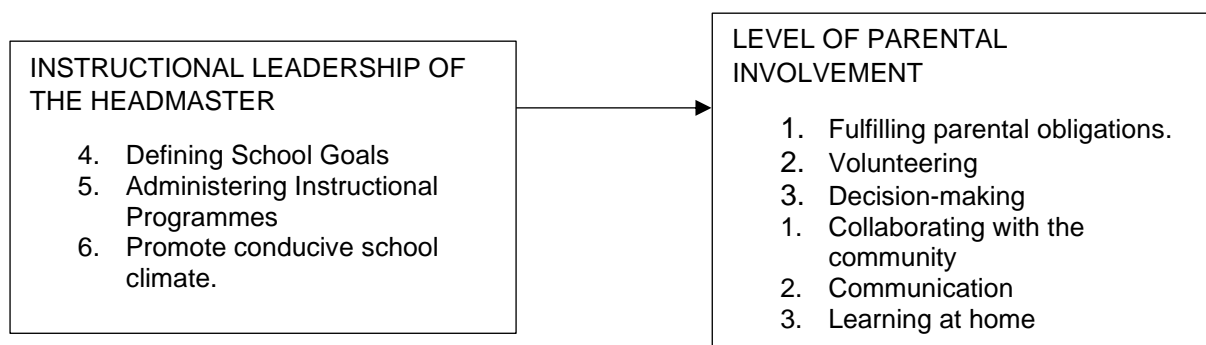 INSTRUCTIONAL LEADERSHIP OF
THE HEADMASTER
4. Defining School Goals
5. Administering Instructional
Programmes
6. Promote conducive school
climate.
LEVEL OF PARENTAL
INVOLVEMENT
1. Fulfilling parental obligations.
2. Volunteering
3. Decision-making
1. Collaborating with the
community
2. Communication
3. Learning at home